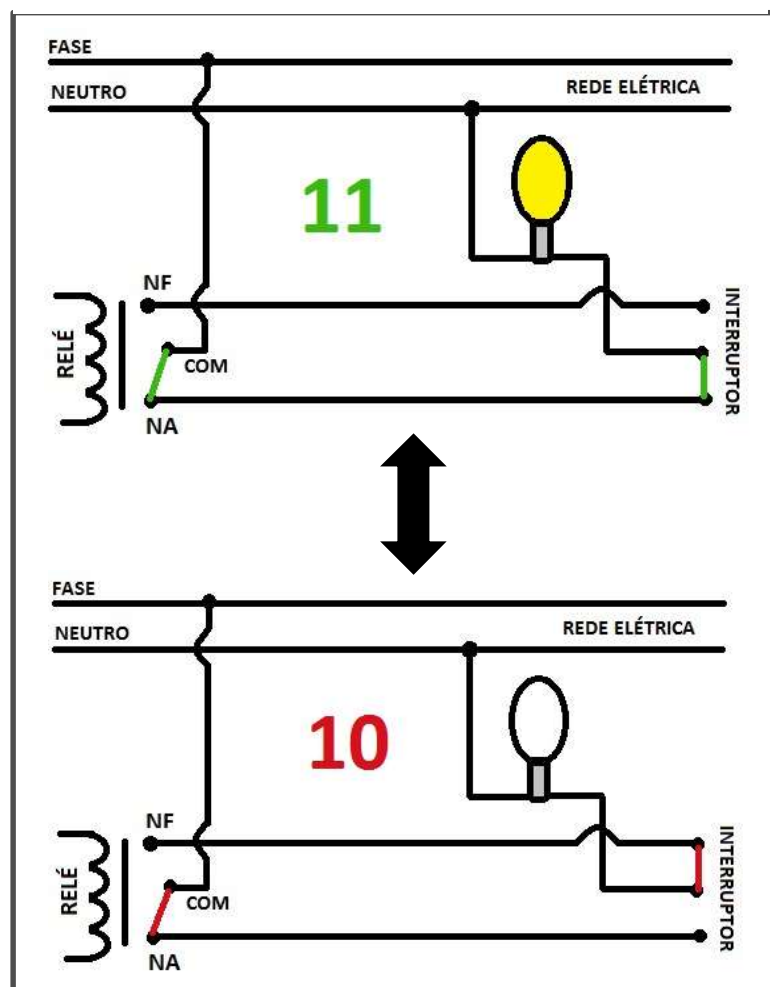 FASE
NEUTRO
REDE ELÉTRICA
11
NF
RELÉ
COM
NA
INTERRUPTOR
FASE
NEUTRO
REDE ELÉTRICA
10
NF
RELÉ
COM
NA
INTERRUPTOR